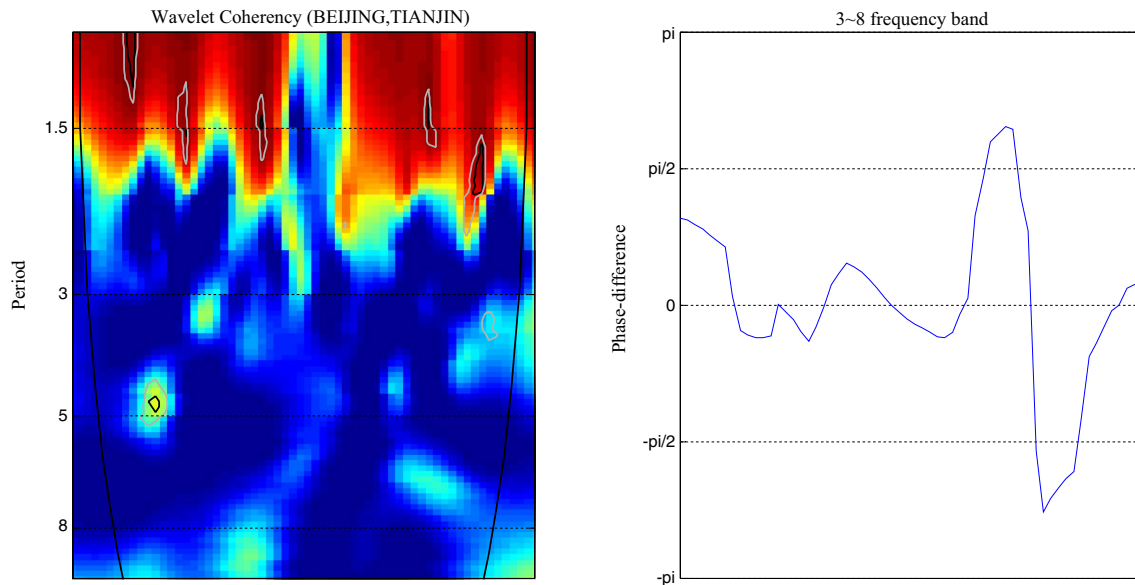 Wavelet Coherency (BEIJING,TIANJIN)
Period
1.5
3
5
8
3~8 frequency band
Phase-difference
pi
pi/2
0
-pi/2
-pi